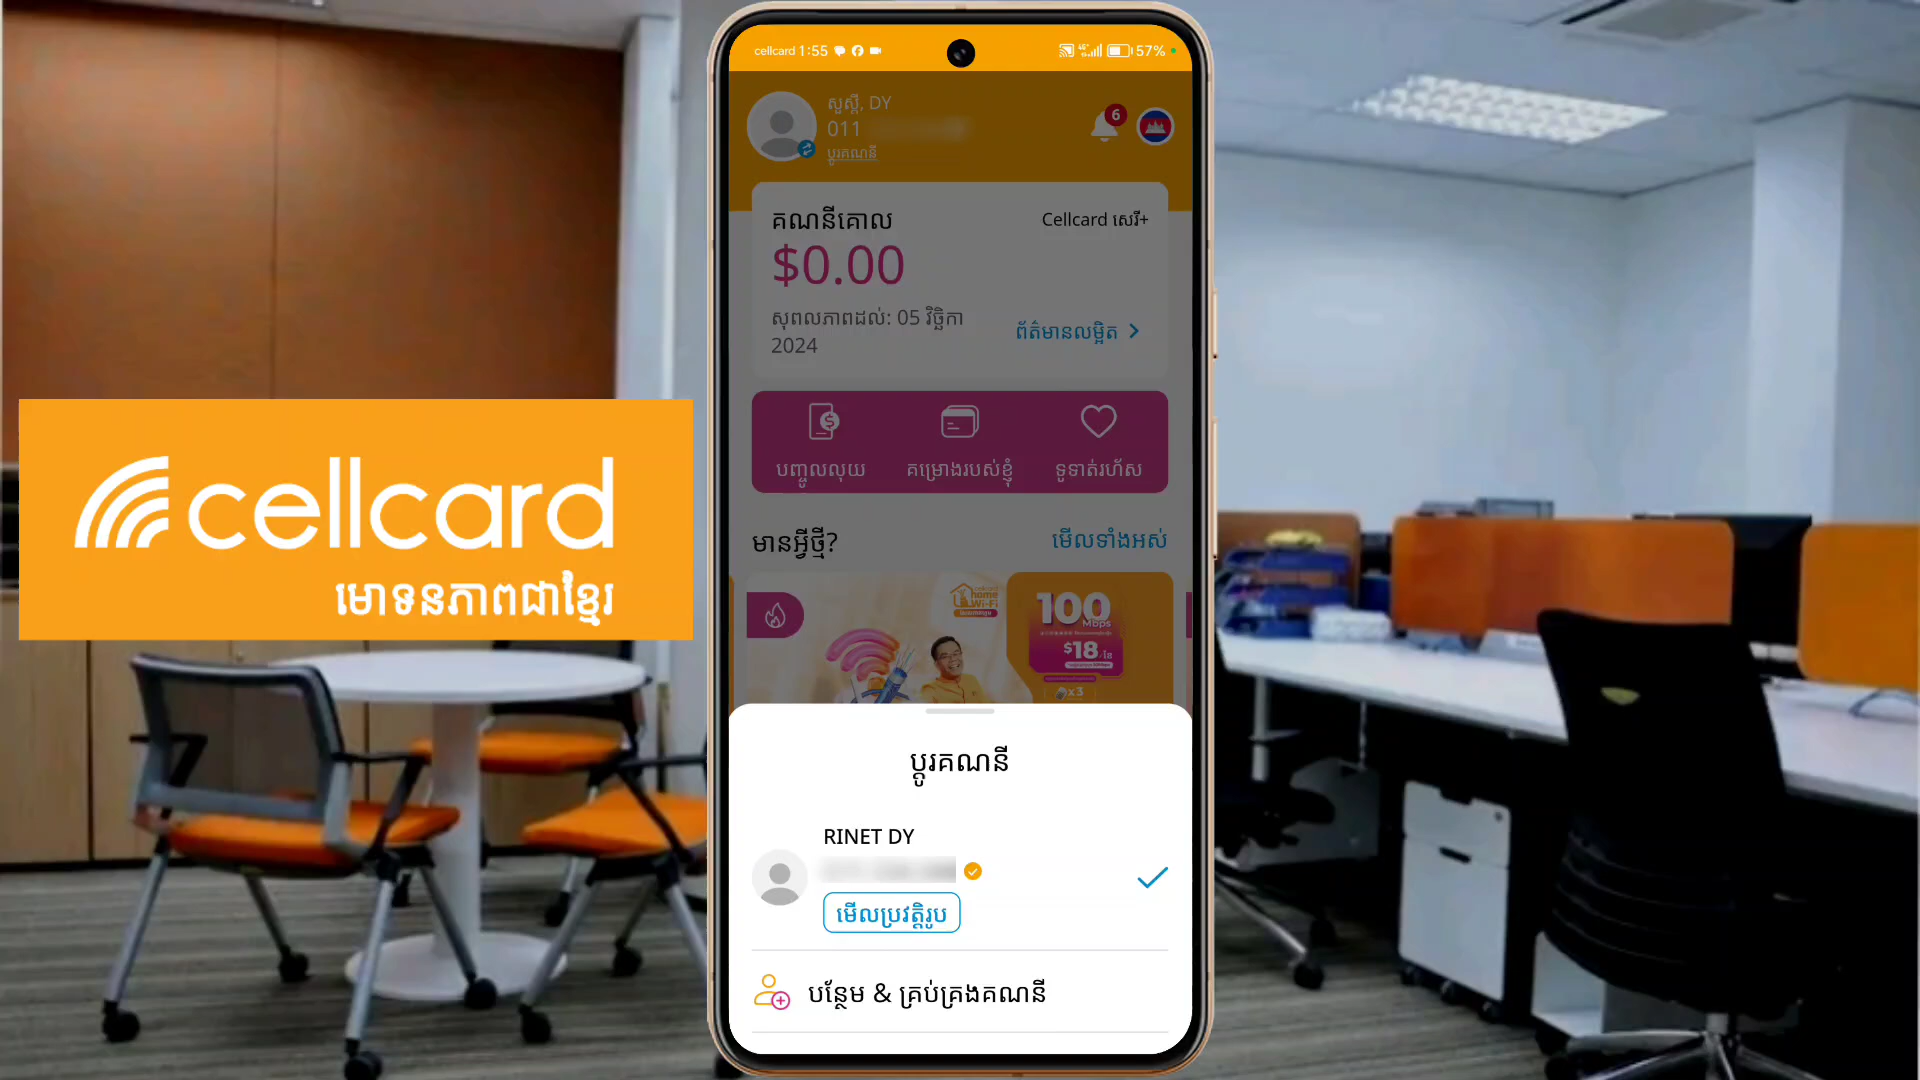 cellcard
មោទនភាពជាខ្មែរ
cellcard 1:55
57%
សួស្តី, DY
011
ប្តូរគណនី
6
គណនីគោល
Cellcard សេរី+
$0.00
សុពលភាពដល់: 05 វិច្ឆិកា
2024
ព័ត៌មានលម្អិត
បញ្ចូលលុយ
គម្រោងរបស់ខ្ញុំ
ទូទាត់រហ័ស
មានអ្វីថ្មី?
មើលទាំងអស់
home
Wi-Fi
100
Mbps
$18
x3
ប្តូរគណនី
RINET DY
មើលប្រវត្តិរូប
បន្ថែម & គ្រប់គ្រងគណនី